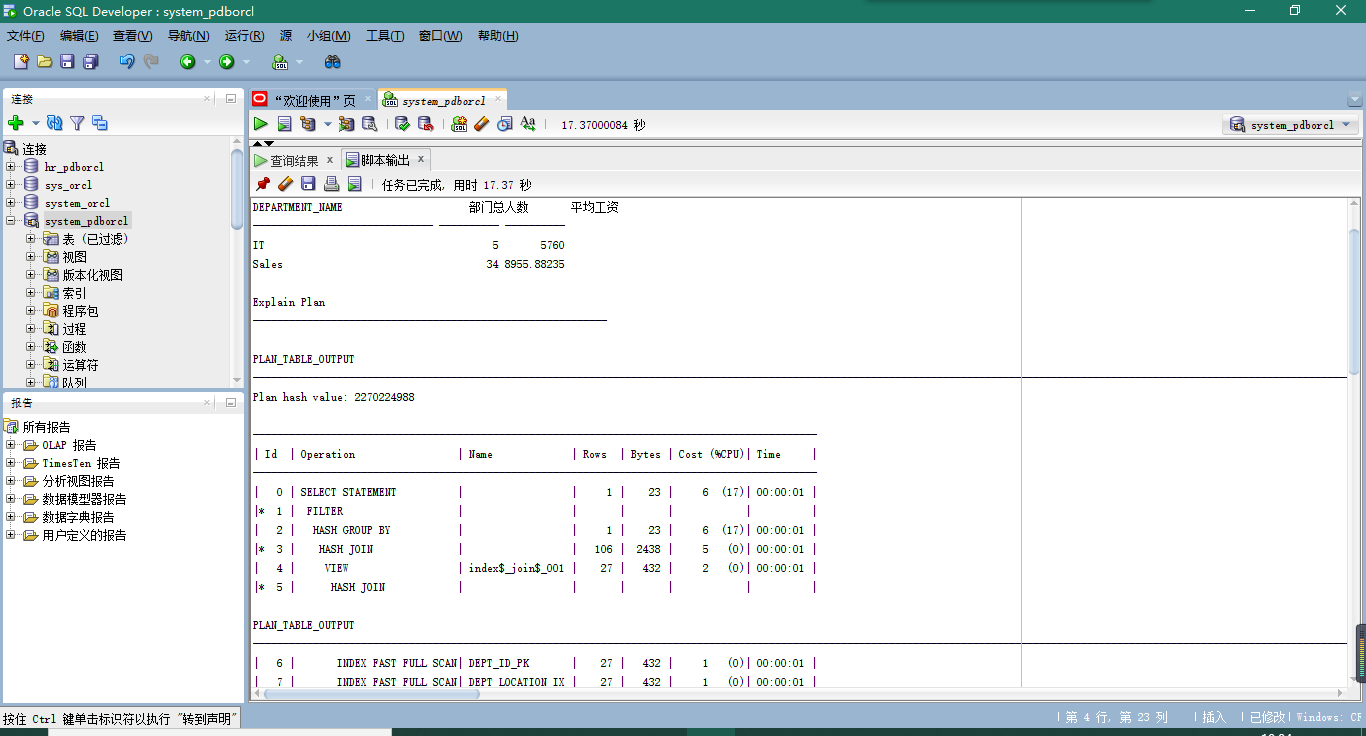 Oracle SQL Developer : system_pdborcl
文件(F) 编辑(E) 查看(V) 导航(N) 运行(R) 源 小组(M) 工具(T) 窗口(W) 帮助(H)
连接
连接
hr_pdborcl
sys_orcl
system_orcl
system_pdborcl
表 (已过滤)
视图
版本化视图
索引
程序包
过程
函数
运算符
队列
报告
所有报告
OLAP 报告
TimesTen 报告
分析视图报告
数据模型器报告
数据字典报告
用户定义的报告
“欢迎使用”页 system_pdborcl
17.37000084 秒 system_pdborcl
查询结果 x 脚本输出 x
任务已完成, 用时 17.37 秒
DEPARTMENT_NAME 部门总人数 平均工资
IT 5 5760
Sales 34 8955.88235
Explain Plan
PLAN_TABLE_OUTPUT
Plan hash value: 2270224988
| Id | Operation | Name | Rows | Bytes | Cost (%CPU)| Time |
| 0 | SELECT STATEMENT | | 1 | 23 | 6 (17)| 00:00:01 |
|* 1 | FILTER | | | | | |
| 2 | HASH GROUP BY | | 1 | 23 | 6 (17)| 00:00:01 |
|* 3 | HASH JOIN | | 106 | 2438 | 5 (0)| 00:00:01 |
| 4 | VIEW | index$_join$_001 | 27 | 432 | 2 (0)| 00:00:01 |
|* 5 | HASH JOIN | | | | | |
PLAN_TABLE_OUTPUT
| 6 | INDEX FAST FULL SCAN| DEPT_ID_PK | 27 | 432 | 1 (0)| 00:00:01 |
| 7 | INDEX FAST FULL SCAN| DEPT_LOCATION_IX | 27 | 432 | 1 (0)| 00:00:01 |
按住 Ctrl 键单击标识符以执行 "转到声明" | 第 4 行, 第 23 列 | 插入 | 已修改| Windows: CF